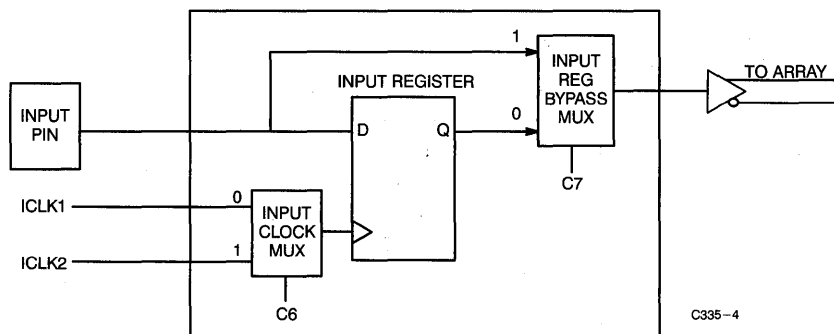 1
INPUT
REG
BYPASS
MUX
TO ARRAY
INPUT REGISTER
INPUT
PIN
D
Q
0
C7
ICLK1
0
INPUT
CLOCK
MUX
ICLK2
1
C6
C335-4